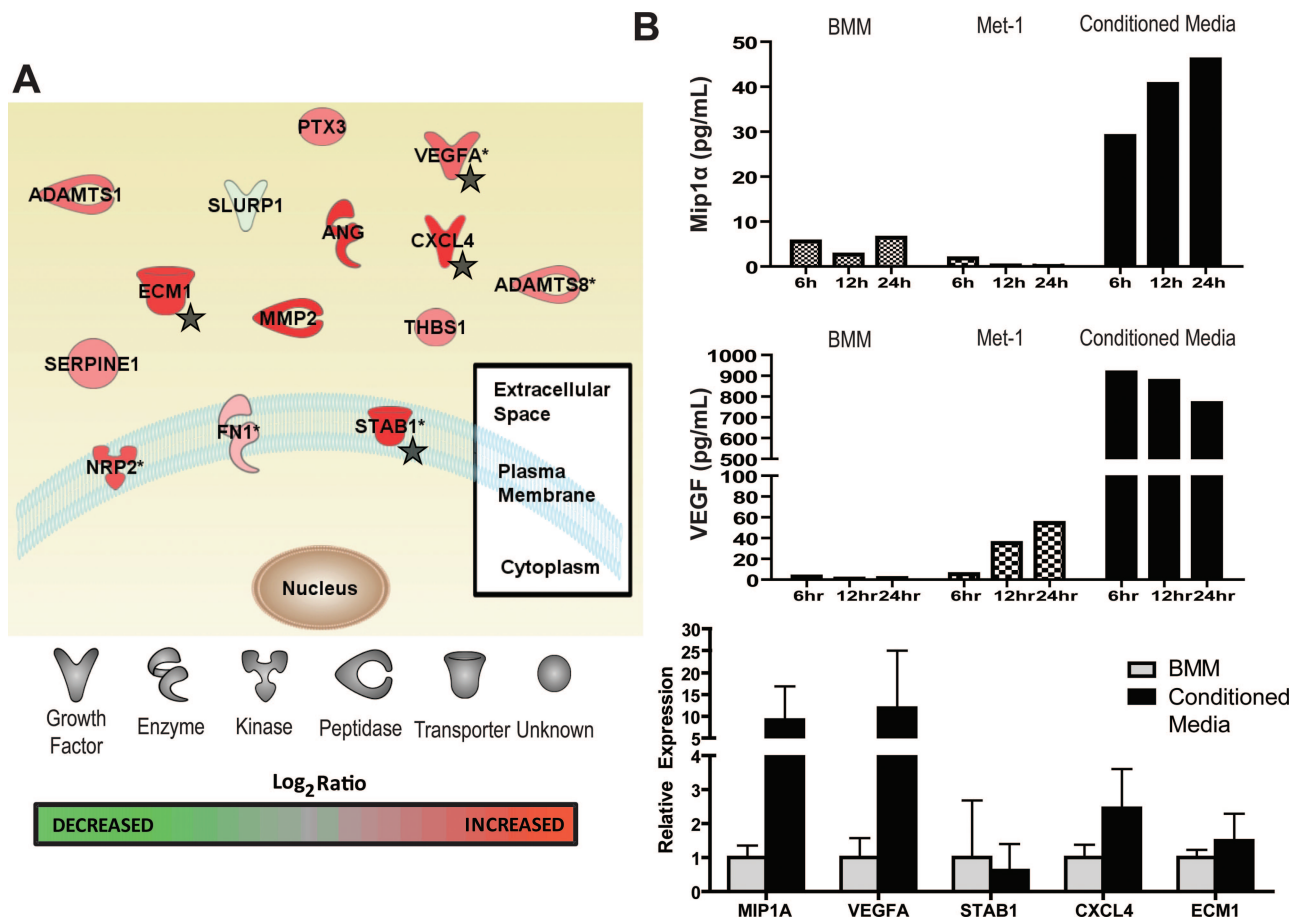 A
PTX3
VEGFA*
ADAMTS1
SLURP1
ANG
CXCL4
ADAMTS8*
ECM1
MMP2
THBS1
SERPINE1
FN1*
STAB1*
NRP2*
Extracellular
Space
Plasma
Membrane
Cytoplasm
Nucleus
Growth
Factor
Enzyme
Kinase
Peptidase
Transporter
Unknown
Log2Ratio
DECREASED
INCREASED
B
BMM Met-1 Conditioned Media
Mip1α (pg/mL)
50
40
30
20
10
0
6h 12h 24h 6h 12h 24h 6h 12h 24h
BMM Met-1 Conditioned Media
VEGF (pg/mL)
1000
900
800
700
600
500
100
80
60
40
20
0
6hr 12hr 24hr 6hr 12hr 24hr 6hr 12hr 24hr
Relative Expression
30
25
20
15
10
5
4
3
2
1
0
BMM
Conditioned
Media
MIP1A VEGFA STAB1 CXCL4 ECM1